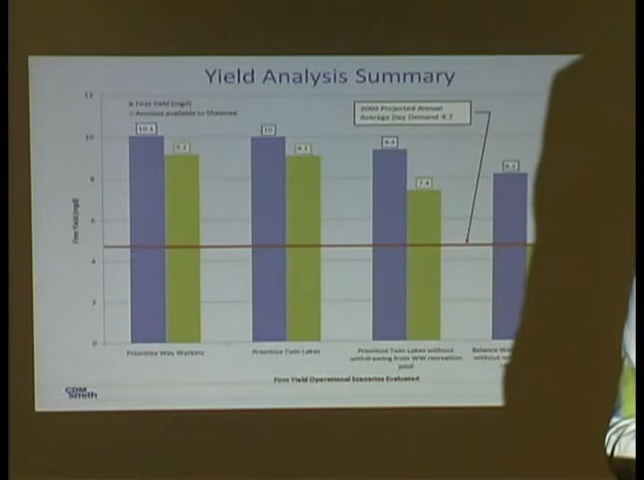 Yield Analysis Summary
12
Firm Yield (mgd)
Amount available to Shawnee
2060 Projected Annual
Average Day Demand 4.7
10.1
9.2
10
9.1
9.4
7.4
10
8
6
4
2
0
Firm Yield (mgd)
Prioritize Wes Watkins
Prioritize Twin Lakes
Prioritize Twin Lakes without
withdrawing from WW recreation
pool
Balance
without
Firm Yield Operational Scenarios Evaluated
CDM
Smith